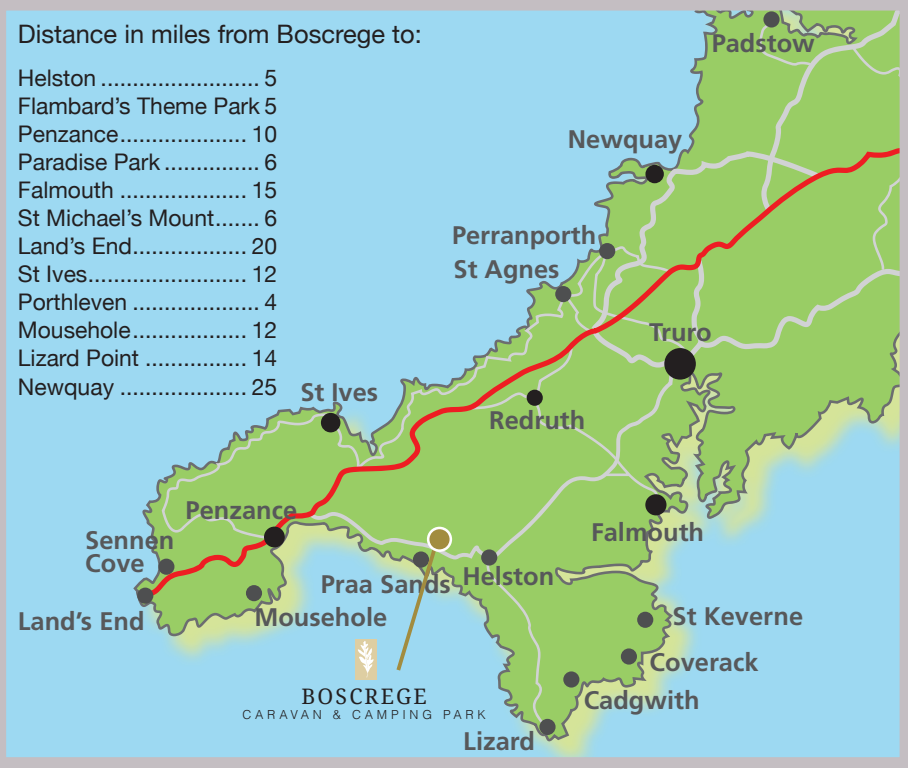 Distance in miles from Boscrege to:
Helston ........................ 5
Flambard's Theme Park 5
Penzance.................... 10
Paradise Park ............... 6
Falmouth .................... 15
St Michael's Mount....... 6
Land's End.................. 20
St Ives......................... 12
Porthleven ................... 4
Mousehole.................. 12
Lizard Point ................ 14
Newquay .................... 25
Padstow
Newquay
Perranporth
St Agnes
Truro
St Ives
Redruth
Penzance
Falmouth
Sennen
Cove
Praa Sands
Helston
Land's End
Mousehole
St Keverne
Coverack
Cadgwith
Lizard
BOSCREGE
CARAVAN & CAMPING PARK